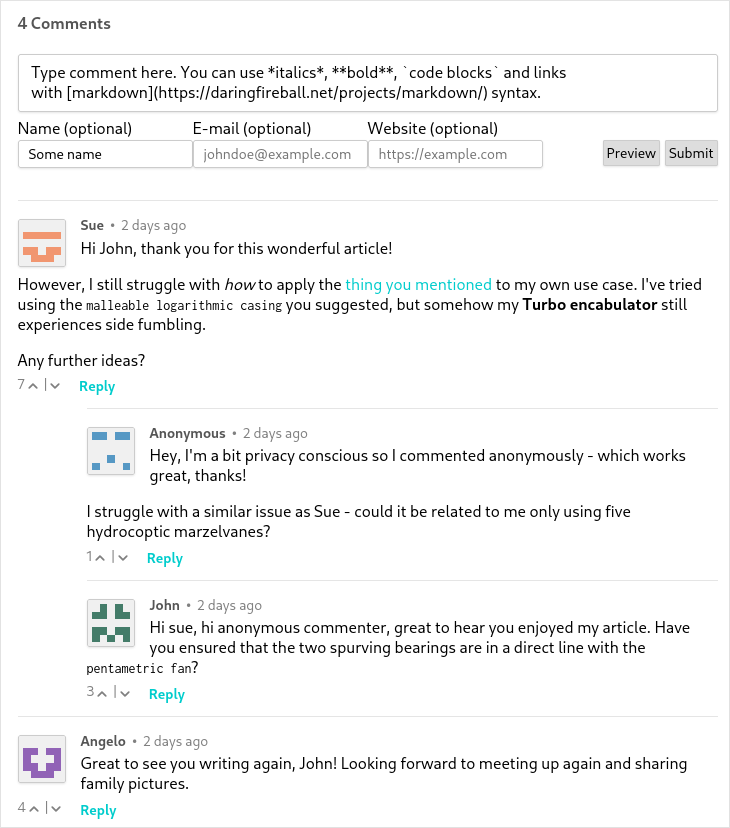 4 Comments
Type comment here. You can use *italics*, **bold**, `code blocks` and links
with [markdown](https://daringfireball.net/projects/markdown/) syntax.
Name (optional) E-mail (optional) Website (optional)
Some name johndoe@example.com https://example.com Preview Submit
Sue • 2 days ago
Hi John, thank you for this wonderful article!
However, I still struggle with how to apply the thing you mentioned to my own use case. I've tried
using the malleable logarithmic casing you suggested, but somehow my Turbo encabulator still
experiences side fumbling.
Any further ideas?
7 | Reply
Anonymous • 2 days ago
Hey, I'm a bit privacy conscious so I commented anonymously - which works
great, thanks!
I struggle with a similar issue as Sue - could it be related to me only using five
hydrocoptic marzelvanes?
1 | Reply
John • 2 days ago
Hi sue, hi anonymous commenter, great to hear you enjoyed my article. Have
you ensured that the two spurving bearings are in a direct line with the
pentametric fan?
3 | Reply
Angelo • 2 days ago
Great to see you writing again, John! Looking forward to meeting up again and sharing
family pictures.
4 | Reply